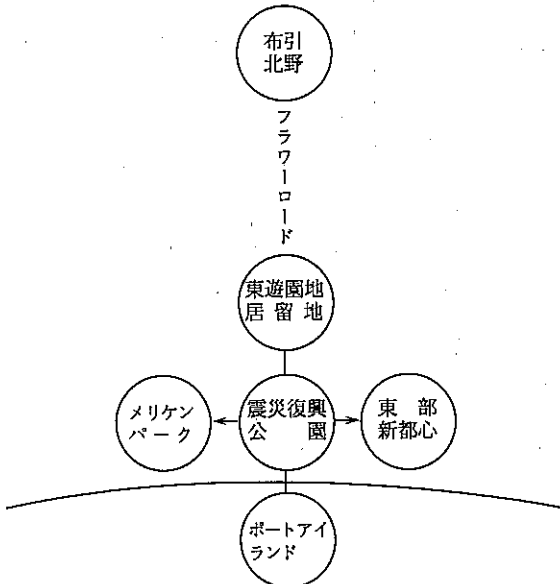 布引
北野
フラワーロード
東遊園地
居留地
メリケン
パーク
震災復興
公園
東部
新都心
ポートアイ
ランド